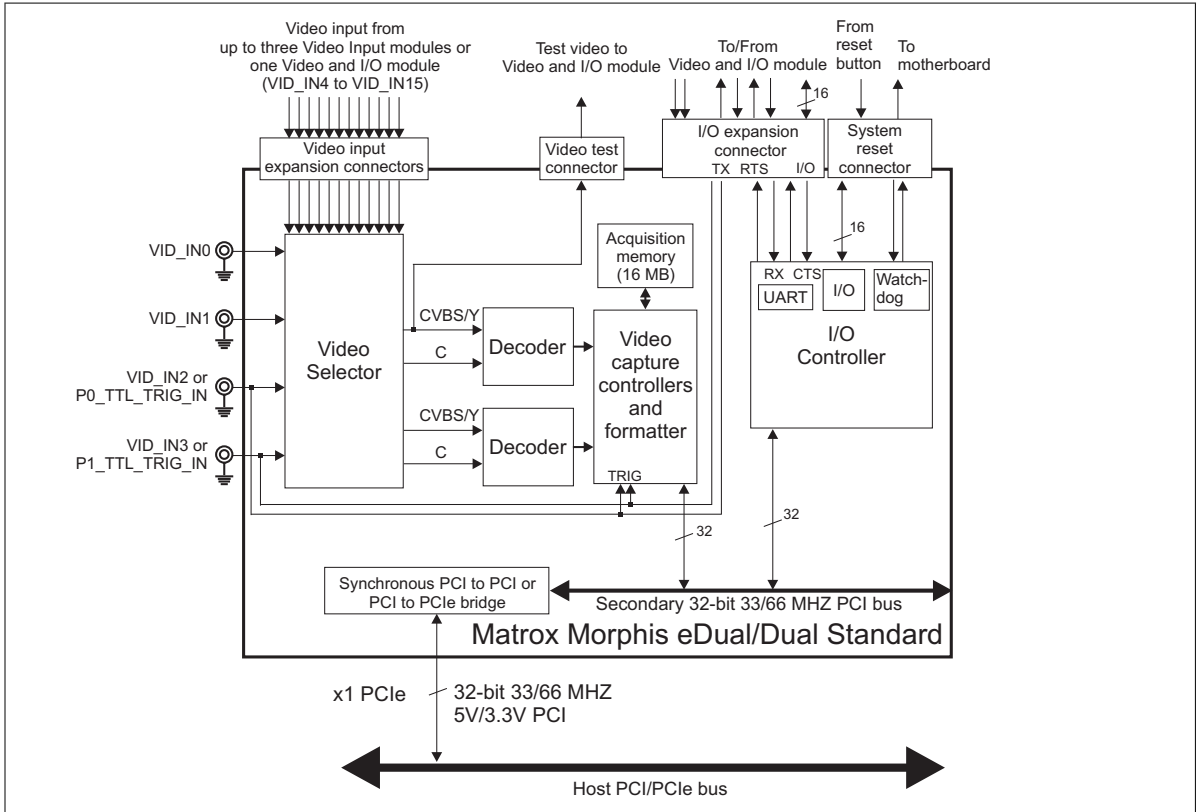 Video input from
up to three Video Input modules or
one Video and I/O module
(VID_IN4 to VID_IN15)
Test video to
Video and I/O module
To/From
Video and I/O module
From
reset
button
To
motherboard
16
Video input
expansion connectors
Video test
connector
I/O expansion
connector
TX RTS I/O
System
reset
connector
VID_IN0
VID_IN1
VID_IN2 or
P0_TTL_TRIG_IN
VID_IN3 or
P1_TTL_TRIG_IN
Video
Selector
CVBS/Y
C
CVBS/Y
C
Decoder
Decoder
Acquisition
memory
(16 MB)
Video
capture
controllers
and
formatter
TRIG
16
RX CTS
UART
I/O
Watch-
dog
I/O
Controller
32
32
Synchronous PCI to PCI or
PCI to PCIe bridge
Secondary 32-bit 33/66 MHZ PCI bus
Matrox Morphis eDual/Dual Standard
x1 PCIe
32-bit 33/66 MHZ
5V/3.3V PCI
Host PCI/PCIe bus